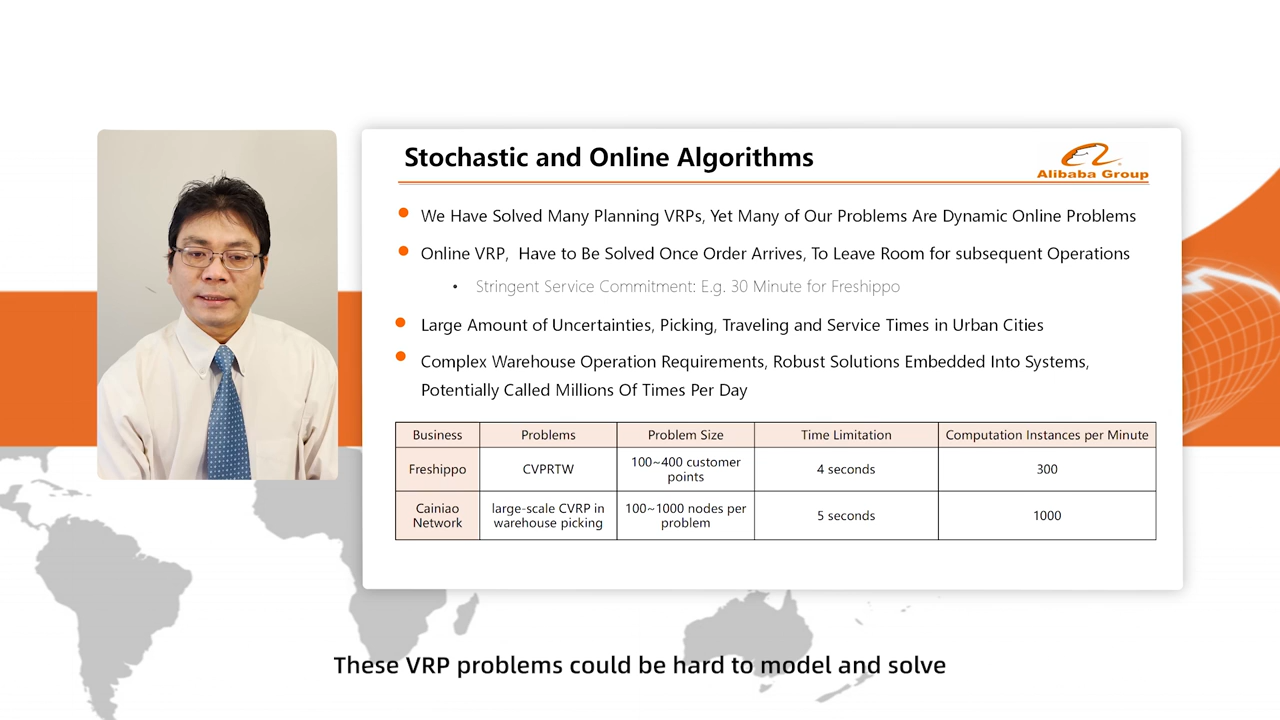 Stochastic and Online Algorithms
Alibaba Group
We Have Solved Many Planning VRPs, Yet Many of Our Problems Are Dynamic Online Problems
Online VRP, Have to Be Solved Once Order Arrives, To Leave Room for subsequent Operations
Stringent Service Commitment: E.g. 30 Minute for Freshippo
Large Amount of Uncertainties, Picking, Traveling and Service Times in Urban Cities
Complex Warehouse Operation Requirements, Robust Solutions Embedded Into Systems,
Potentially Called Millions Of Times Per Day
Business Problems Problem Size Time Limitation Computation Instances per Minute
Freshippo CVPRTW 100~400 customer points 4 seconds 300
Cainiao Network large-scale CVRP in warehouse picking 100~1000 nodes per problem 5 seconds 1000
These VRP problems could be hard to model and solve